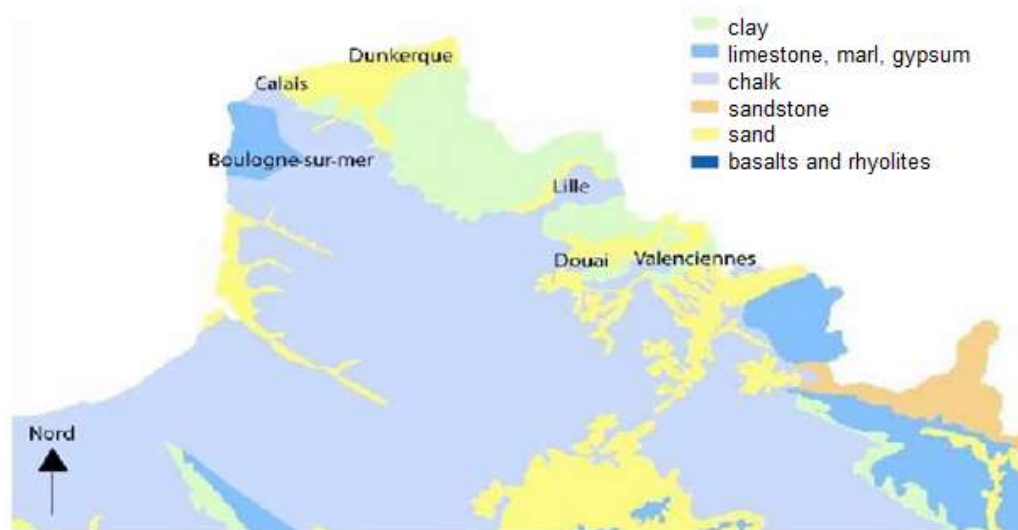 clay
limestone, marl, gypsum
chalk
sandstone
sand
basalts and rhyolites
Dunkerque
Calais
Boulogne-sur-mer
Lille
Douai
Valenciennes
Nord